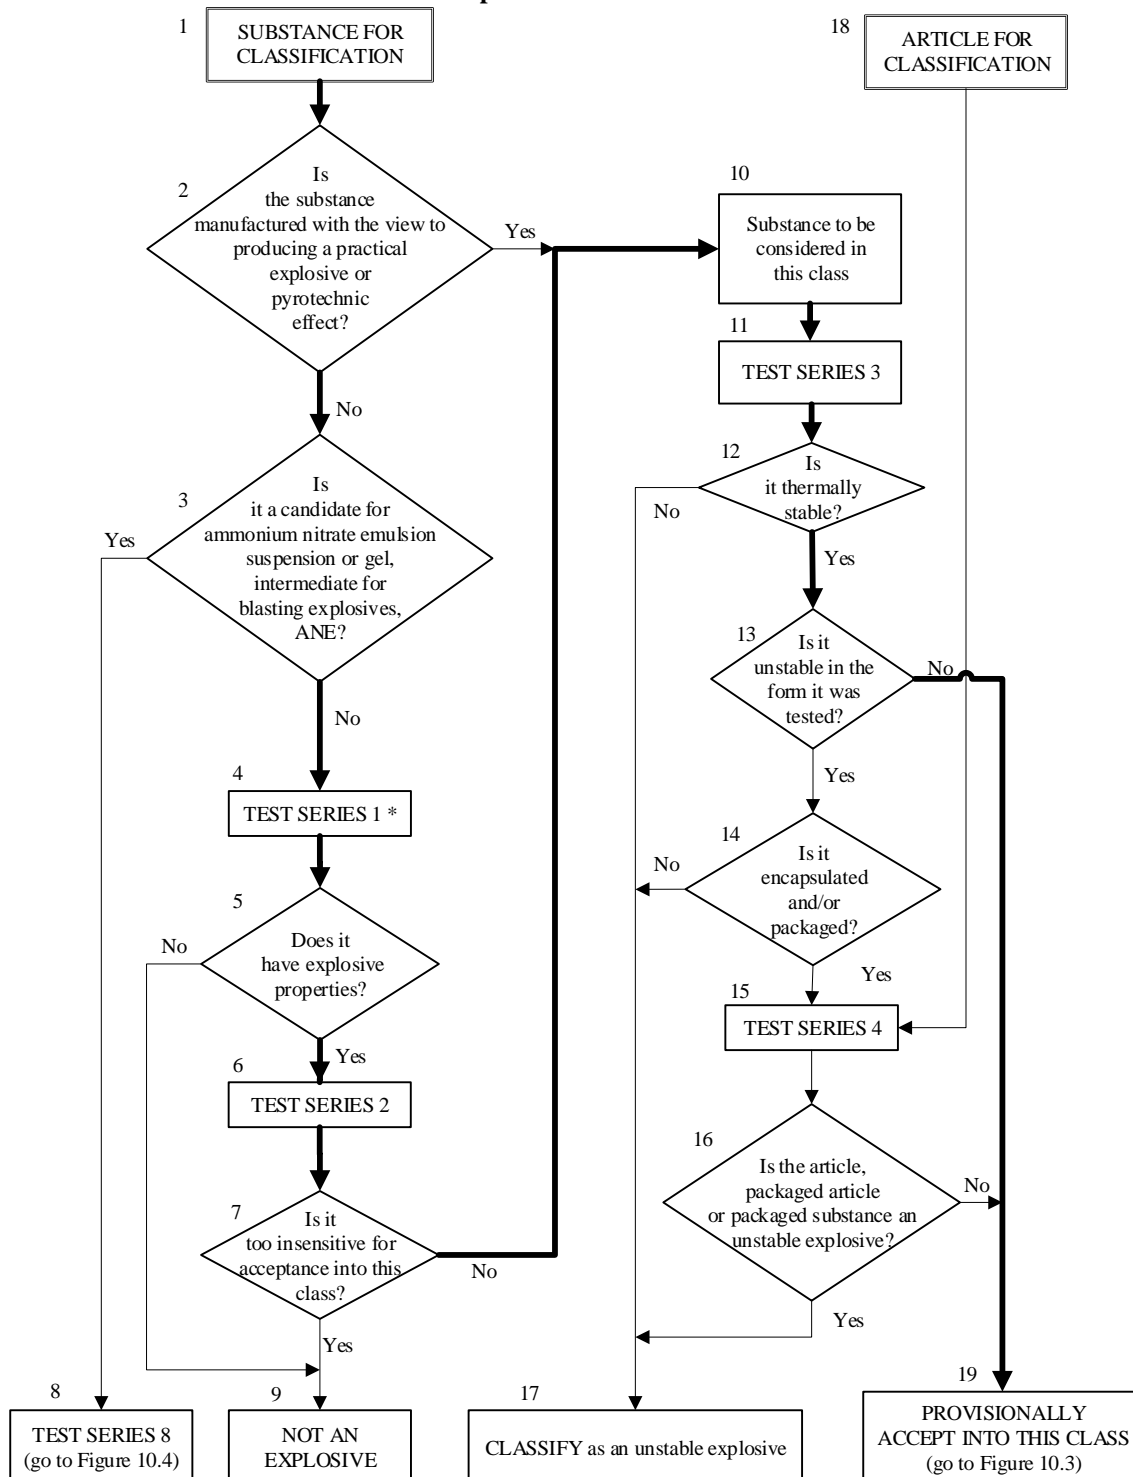 1
SUBSTANCE FOR
CLASSIFICATION
18
ARTICLE FOR
CLASSIFICATION
2
Is
the substance
manufactured with the view to
producing a practical
explosive or
pyrotechnic
effect?
Yes
No
10
Substance to be
considered in
this class
11
TEST SERIES 3
3
Is
it a candidate for
ammonium nitrate emulsion
suspension or gel,
intermediate for
blasting explosives,
ANE?
Yes
No
12
Is
it thermally
stable?
No
Yes
13
Is it
unstable in the
form it was
tested?
No
Yes
4
TEST SERIES 1 *
14
Is it
encapsulated
and/or
packaged?
No
Yes
5
Does it
have explosive
properties?
No
Yes
15
TEST SERIES 4
6
TEST SERIES 2
16
Is the article,
packaged article
or packaged substance an
unstable explosive?
No
Yes
7
Is it
too insensitive for
acceptance into this
class?
No
Yes
8
TEST SERIES 8
(go to Figure 10.4)
9
NOT AN
EXPLOSIVE
17
CLASSIFY as an unstable explosive
19
PROVISIONALLY
ACCEPT INTO THIS CLASS
(go to Figure 10.3)